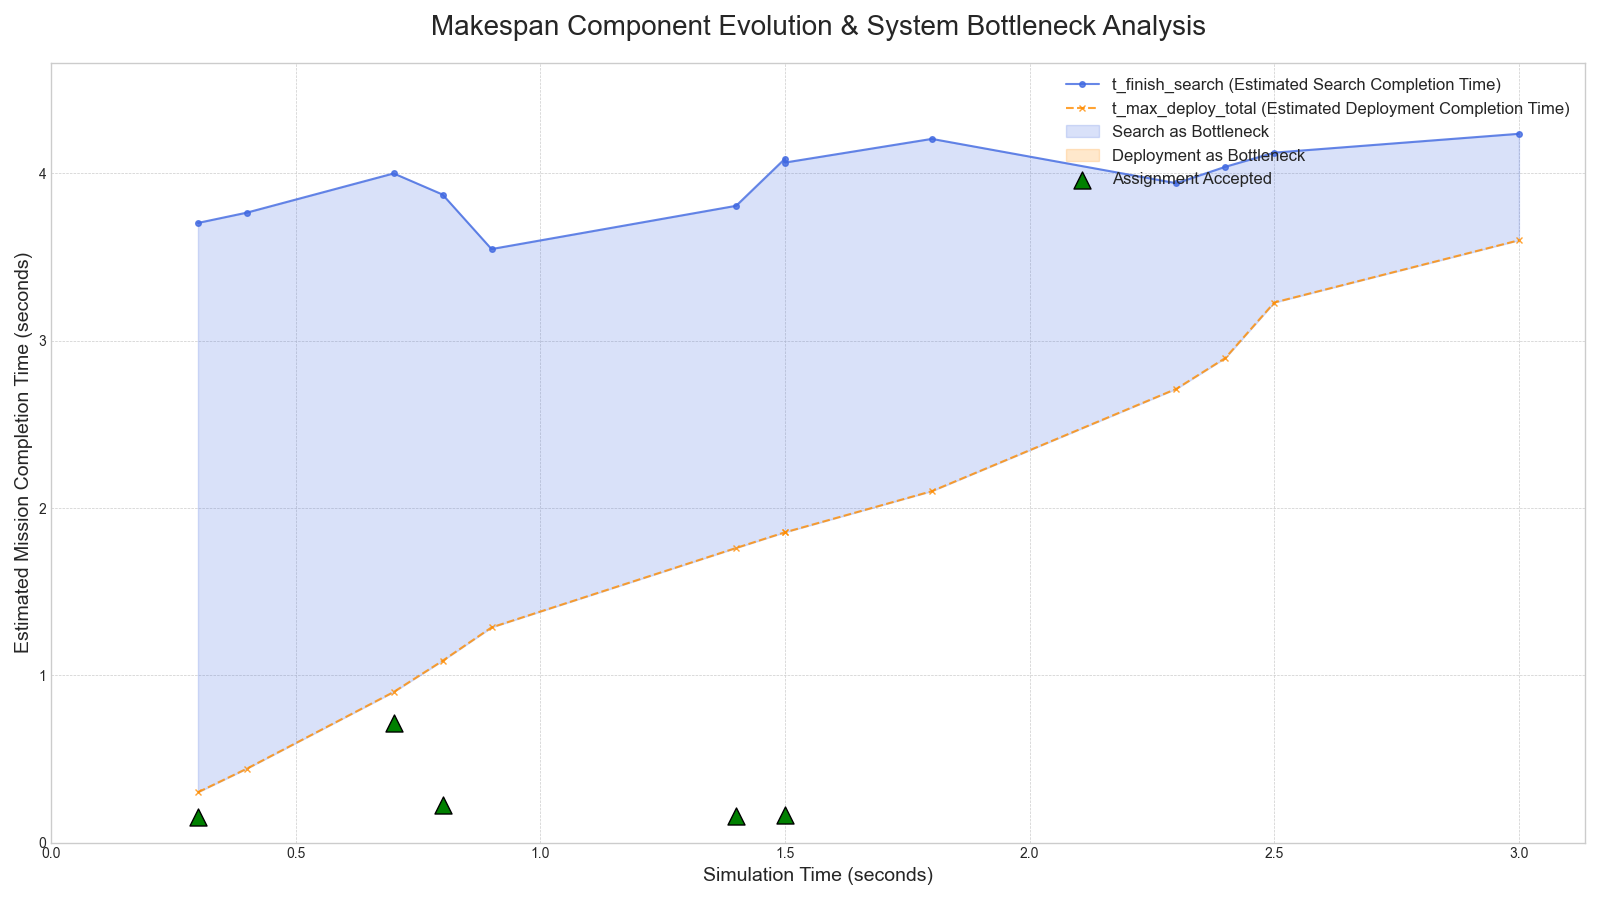 Makespan Component Evolution & System Bottleneck Analysis
t_finish_search (Estimated Search Completion Time)
t_max_deploy_total (Estimated Deployment Completion Time)
Search as Bottleneck
Deployment as Bottleneck
Assignment Accepted
Estimated Mission Completion Time (seconds)
4
3
2
1
0
0.0 0.5 1.0 1.5 2.0 2.5 3.0
Simulation Time (seconds)